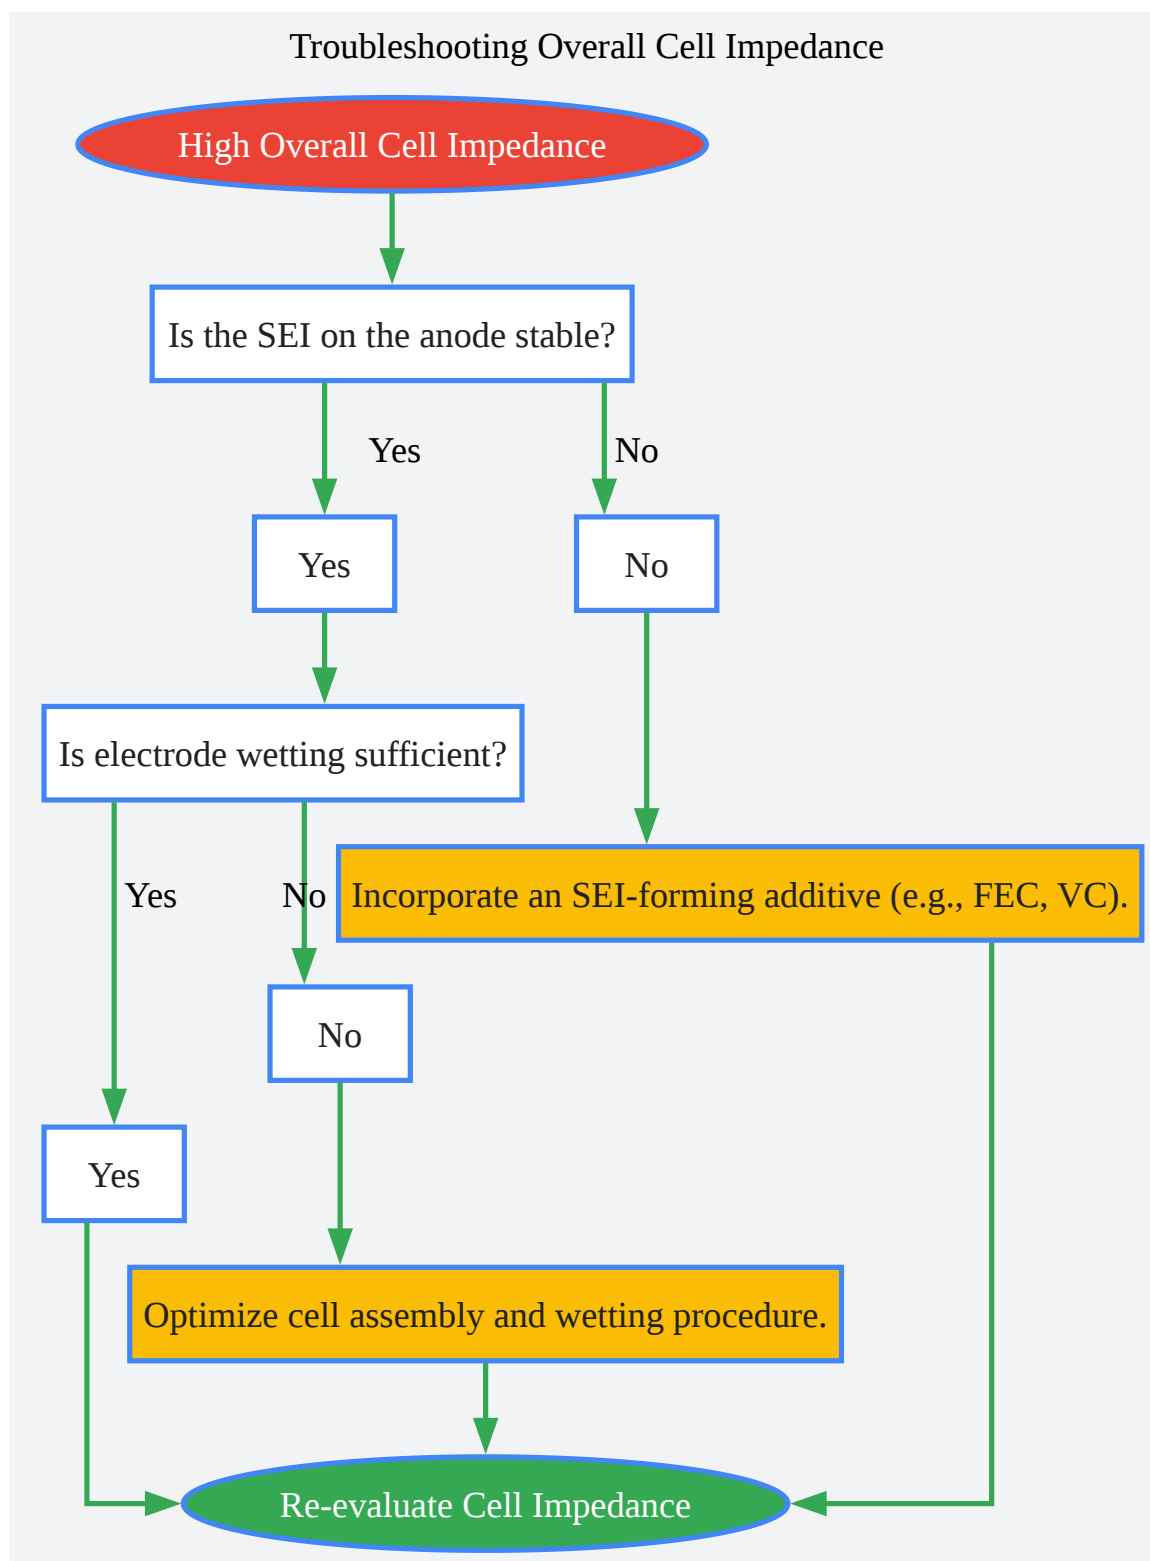 Troubleshooting Overall Cell Impedance
High Overall Cell Impedance
Is the SEI on the anode stable?
Yes
No
Yes
No
Is electrode wetting sufficient?
Yes
No
Incorporate an SEI-forming additive (e.g., FEC, VC).
No
Yes
Optimize cell assembly and wetting procedure.
Re-evaluate Cell Impedance